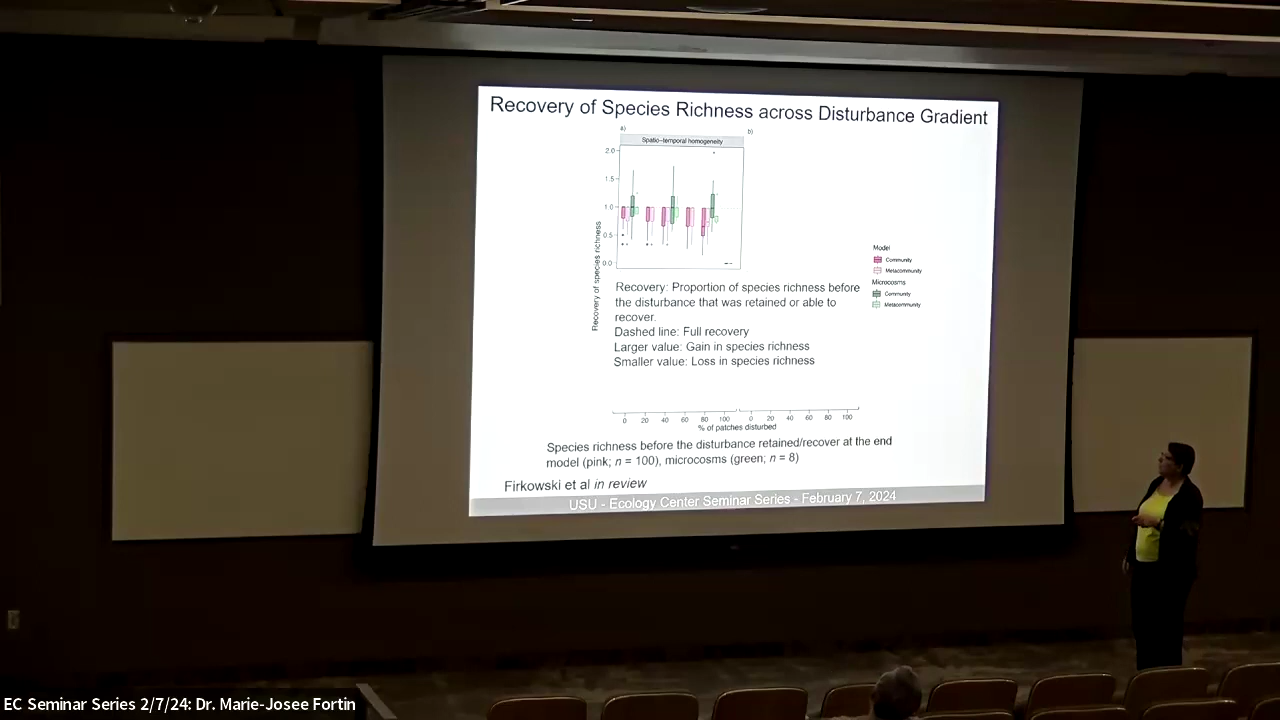 Recovery of Species Richness across Disturbance Gradient
a)
b)
Spatio-temporal homogeneity
2.0
1.5
1.0
0.5
0.0
Recovery of species richness
Model
Community
Metacommunity
Microcosms
Community
Metacommunity
Recovery: Proportion of species richness before
the disturbance that was retained or able to
recover.
Dashed line: Full recovery
Larger value: Gain in species richness
Smaller value: Loss in species richness
0 20 40 60 80 100 0 20 40 60 80 100
% of patches disturbed
Species richness before the disturbance retained/recover at the end
model (pink; n = 100), microcosms (green; n = 8)
Firkowski et al in review
USU - Ecology Center Seminar Series - February 7, 2024
EC Seminar Series 2/7/24: Dr. Marie-Josee Fortin